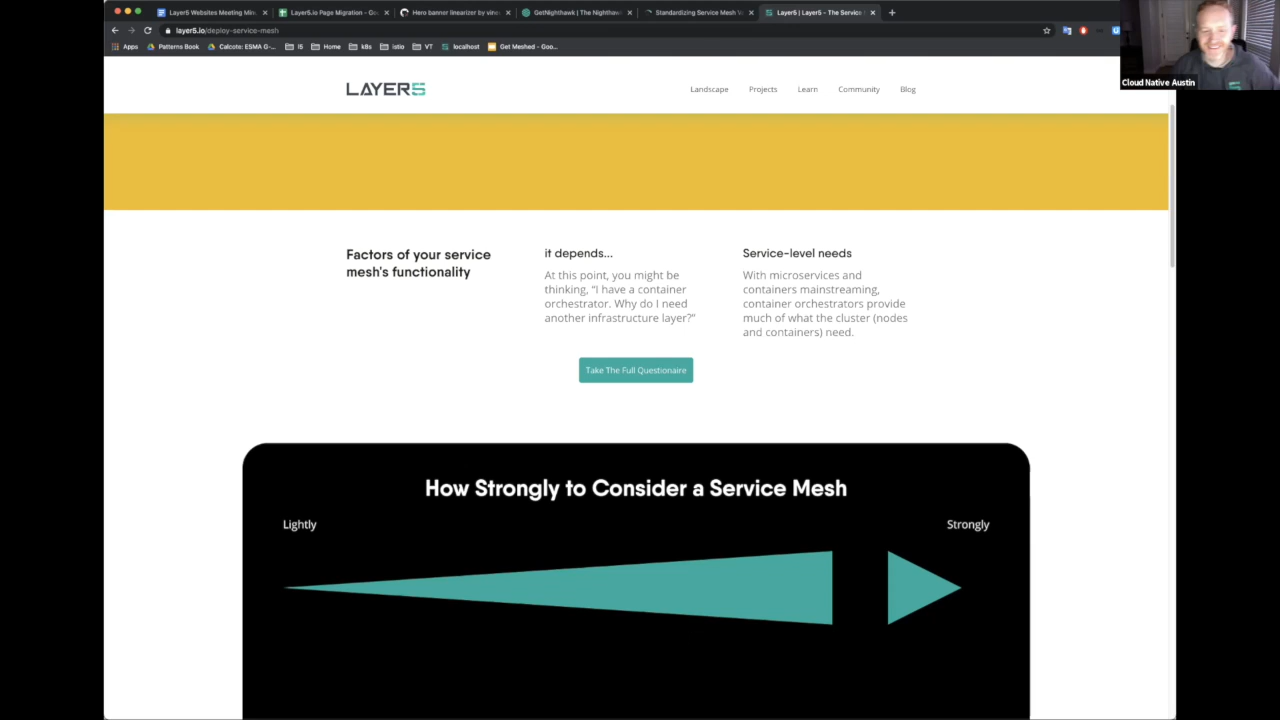 Layer5 Websites Meeting Min
Layer5.io Page Migration - Go
Hero banner linearizer by vino
GetNighthawk | The Nighthawk
Standardizing Service Mesh V
Layer5 | Layer5 - The Service
layer5.io/deploy-service-mesh
Apps
Patterns Book
Calcote: ESMA G-...
l5
Home
k8s
istio
VT
localhost
Get Meshed - Goo...
Cloud Native Austin
LAYER5
Landscape
Projects
Learn
Community
Blog
Factors of your service
mesh's functionality
it depends...
At this point, you might be
thinking, “I have a container
orchestrator. Why do I need
another infrastructure layer?”
Service-level needs
With microservices and
containers mainstreaming,
container orchestrators provide
much of what the cluster (nodes
and containers) need.
Take The Full Questionaire
How Strongly to Consider a Service Mesh
Lightly
Strongly